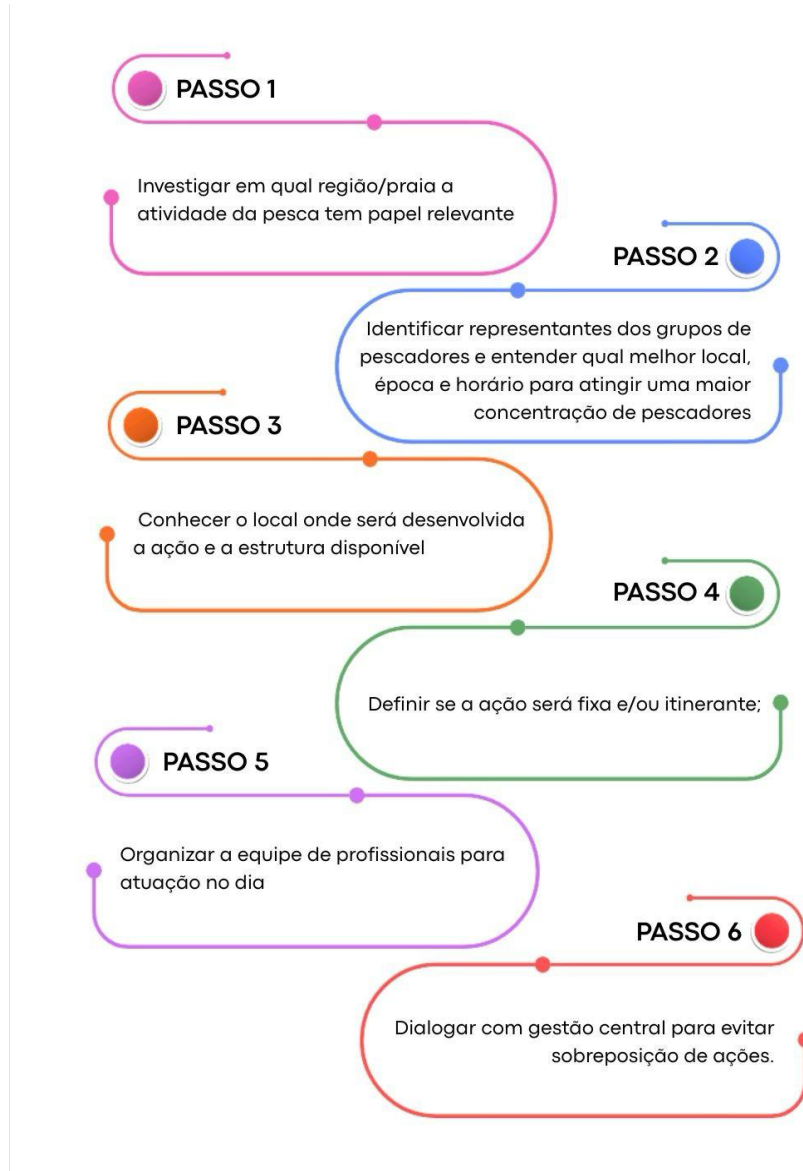 PASSO 1
Investigar em qual região/praia a
atividade da pesca tem papel relevante
PASSO 2
Identificar representantes dos grupos de
pescadores e entender qual melhor local,
época e horário para atingir uma maior
concentração de pescadores
PASSO 3
Conhecer o local onde será desenvolvida
a ação e a estrutura disponível
PASSO 4
Definir se a ação será fixa e/ou itinerante;
PASSO 5
Organizar a equipe de profissionais para
atuação no dia
PASSO 6
Dialogar com gestão central para evitar
sobreposição de ações.